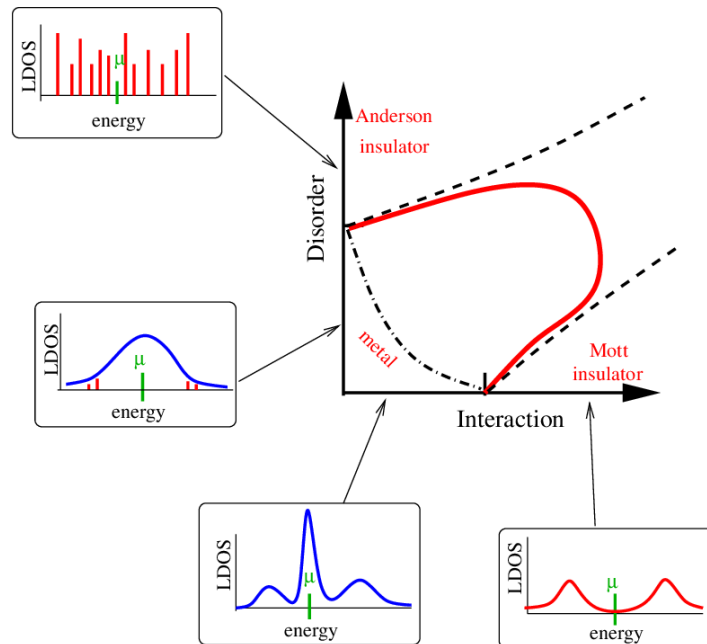 LDOS
μ
energy
Anderson
insulator
Disorder
LDOS
μ
energy
metal
Mott
insulator
Interaction
LDOS
μ
energy
LDOS
μ
energy